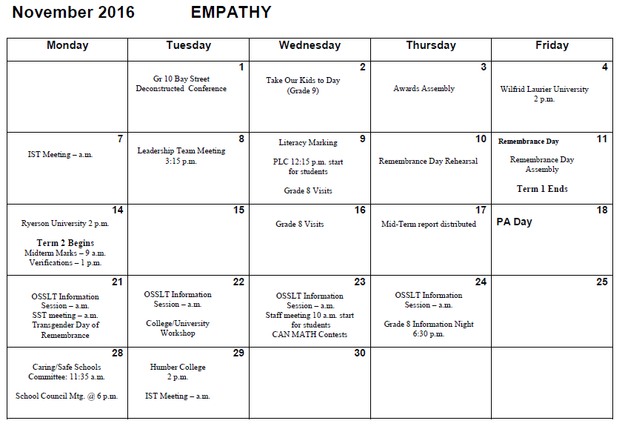 November 2016 EMPATHY
Monday Tuesday Wednesday Thursday Friday
1
Gr 10 Bay Street
Deconstructed Conference
2
Take Our Kids to Day
(Grade 9)
3
Awards Assembly
4
Wilfrid Laurier University
2 p.m.
7
IST Meeting – a.m.
8
Leadership Team Meeting
3:15 p.m.
9
Literacy Marking
PLC 12:15 p.m. start
for students
Grade 8 Visits
10
Remembrance Day Rehearsal
11
Remembrance Day
Remembrance Day
Assembly
Term 1 Ends
14
Ryerson University 2 p.m.
Term 2 Begins
Midterm Marks – 9 a.m.
Verifications – 1 p.m.
15
16
Grade 8 Visits
17
Mid-Term report distributed
18
PA Day
21
OSSLT Information
Session – a.m.
SST meeting – a.m.
Transgender Day of
Remembrance
22
OSSLT Information
Session – a.m.
College/University
Workshop
23
OSSLT Information
Session – a.m.
Staff meeting 10 a.m. start
for students
CAN MATH Contests
24
OSSLT Information
Session – a.m.
Grade 8 Information Night
6:30 p.m.
25
28
Caring/Safe Schools
Committee: 11:35 a.m.
School Council Mtg. @ 6 p.m.
29
Humber College
2 p.m.
IST Meeting – a.m.
30